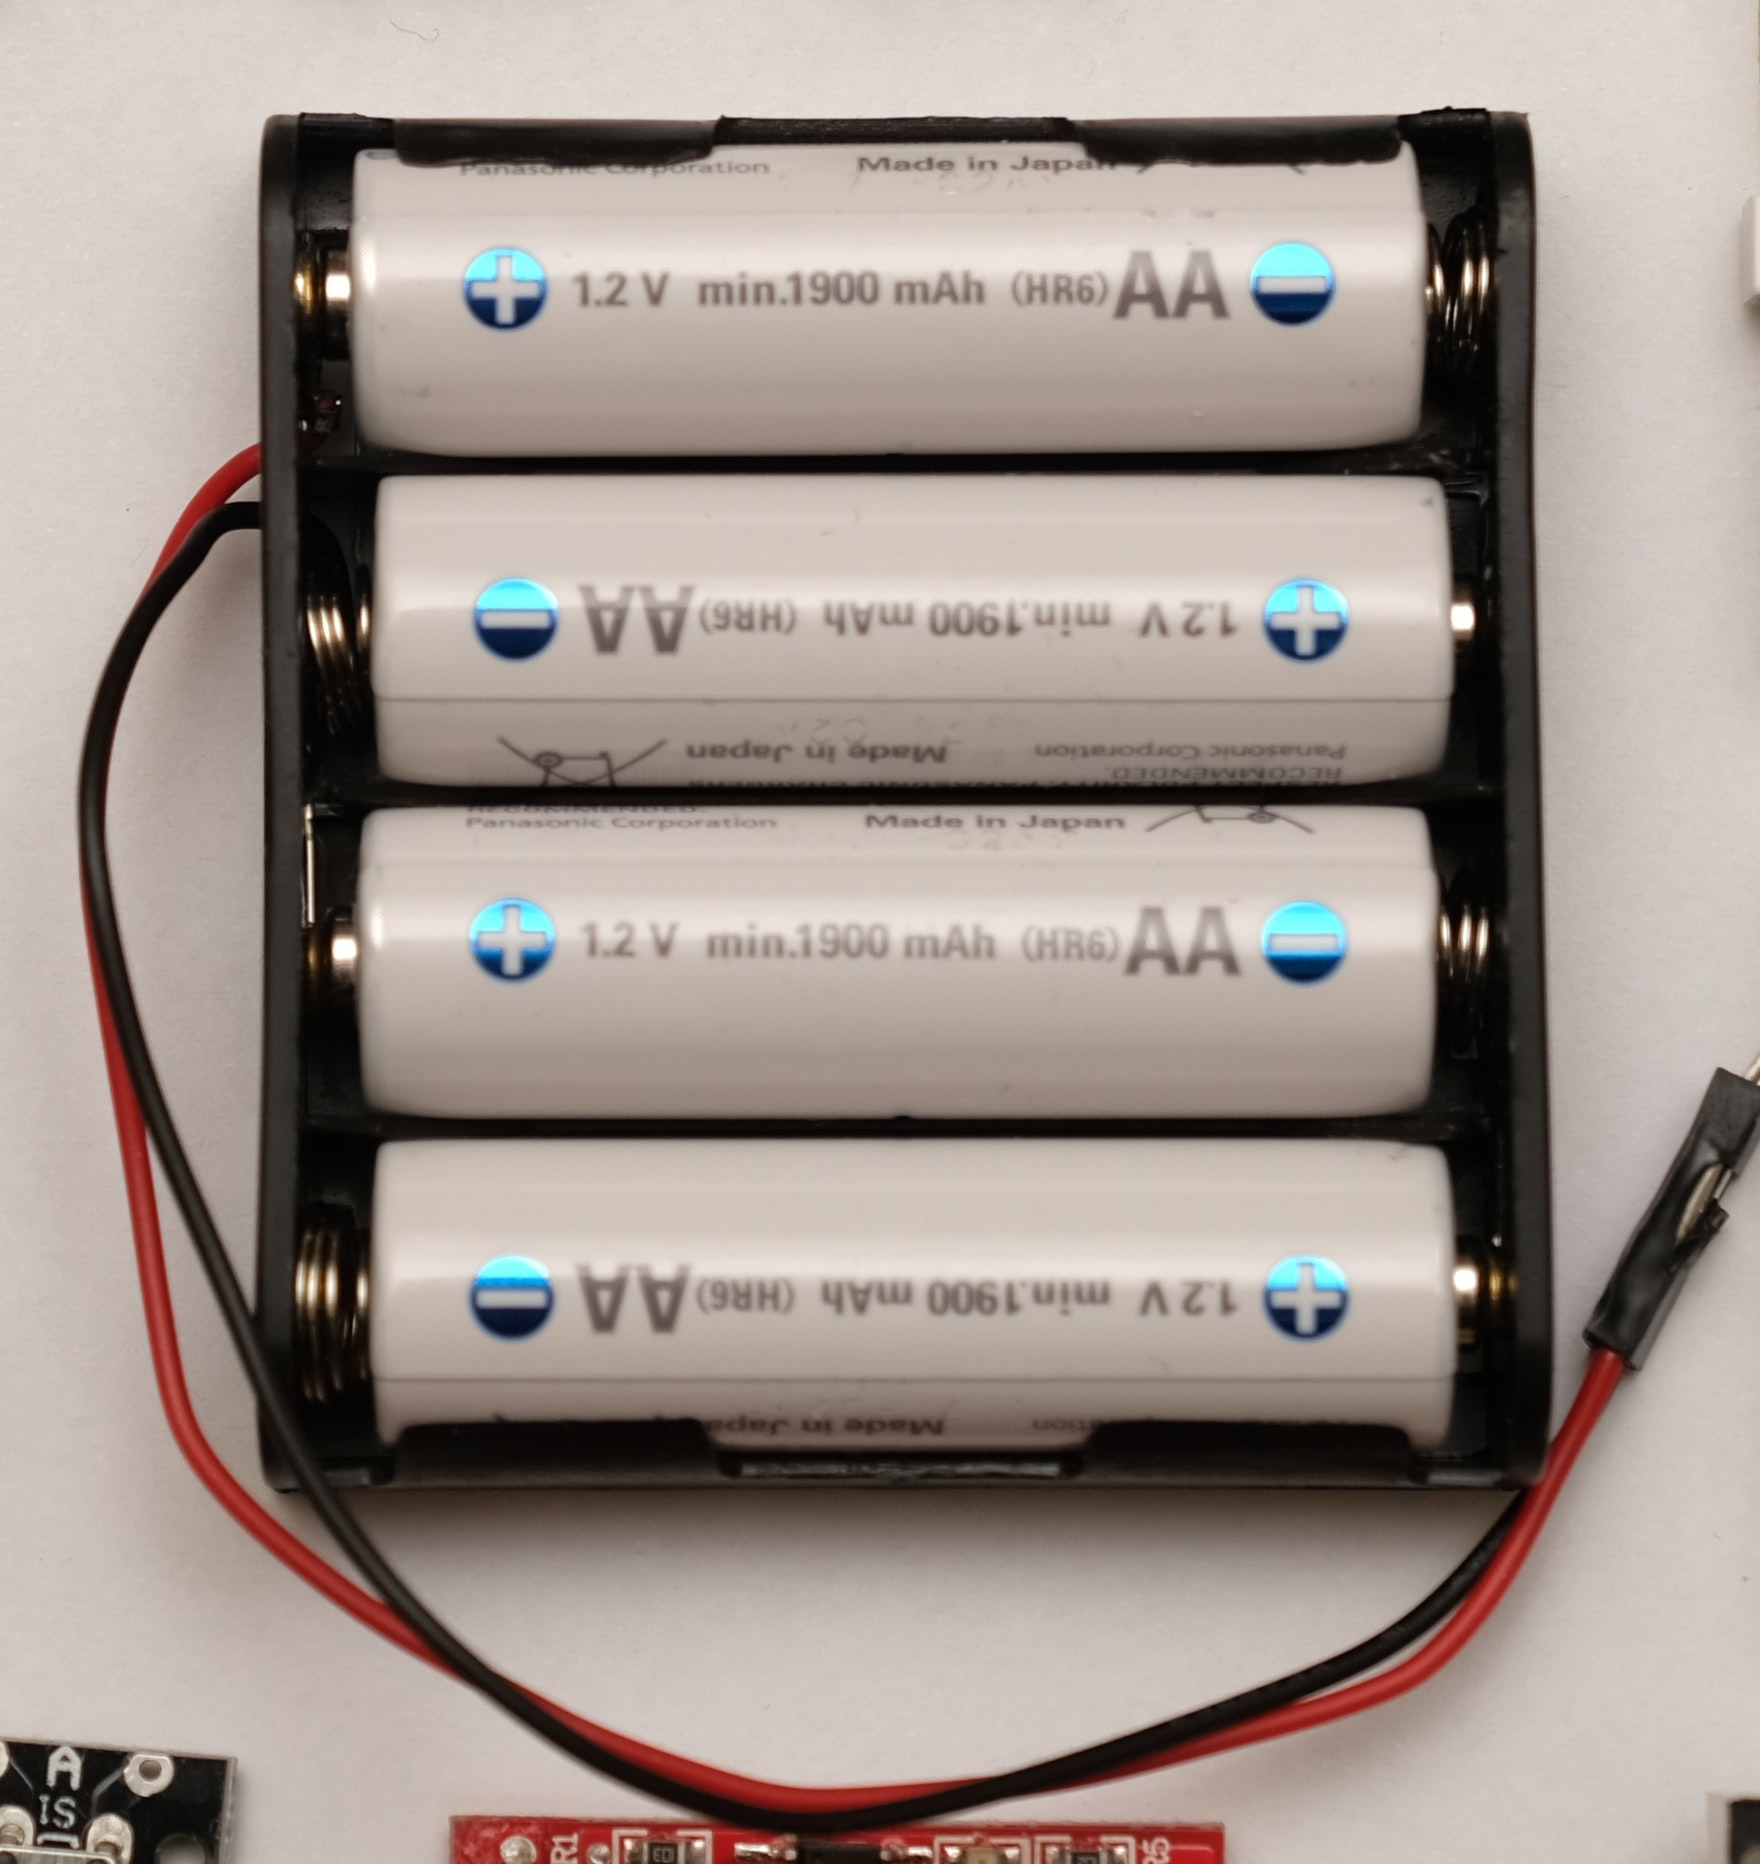 Panasonic Corporation Made in Japan
+ 1.2 V min.1900 mAh (HR6) AA −
+ 1.2 V min.1900 mAh (HR6) AA −
Panasonic Corporation Made in Japan
RECOMMENDED.
RECOMMENDED.
Panasonic Corporation Made in Japan
+ 1.2 V min.1900 mAh (HR6) AA −
+ 1.2 V min.1900 mAh (HR6) AA −
Made in Japan
A
R1